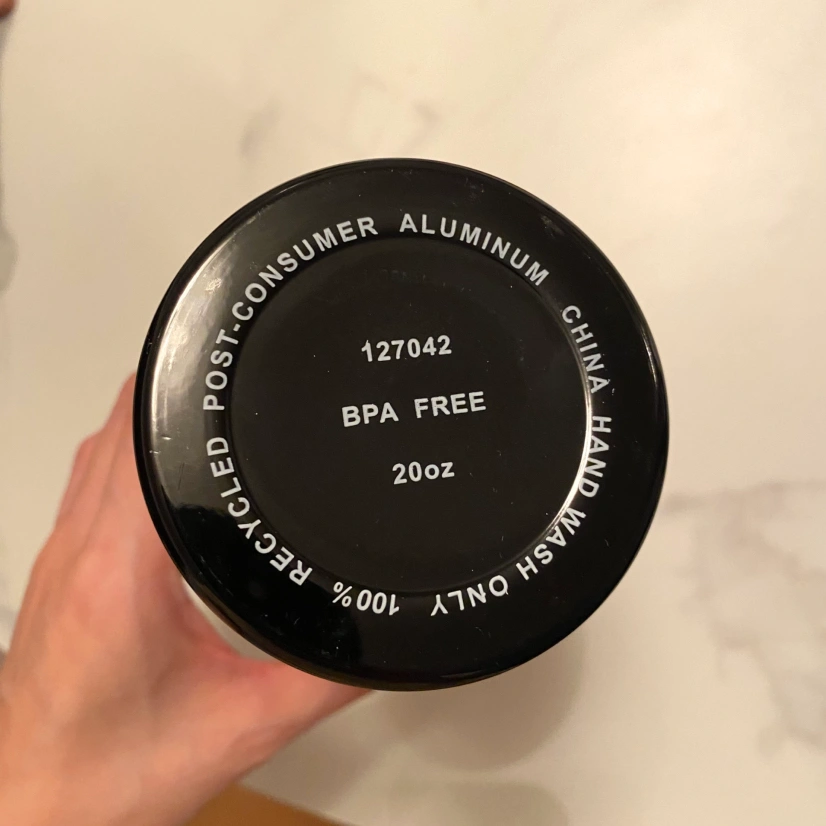 100% RECYCLED POST-CONSUMER ALUMINUM CHINA HAND WASH ONLY
127042
BPA FREE
20oz